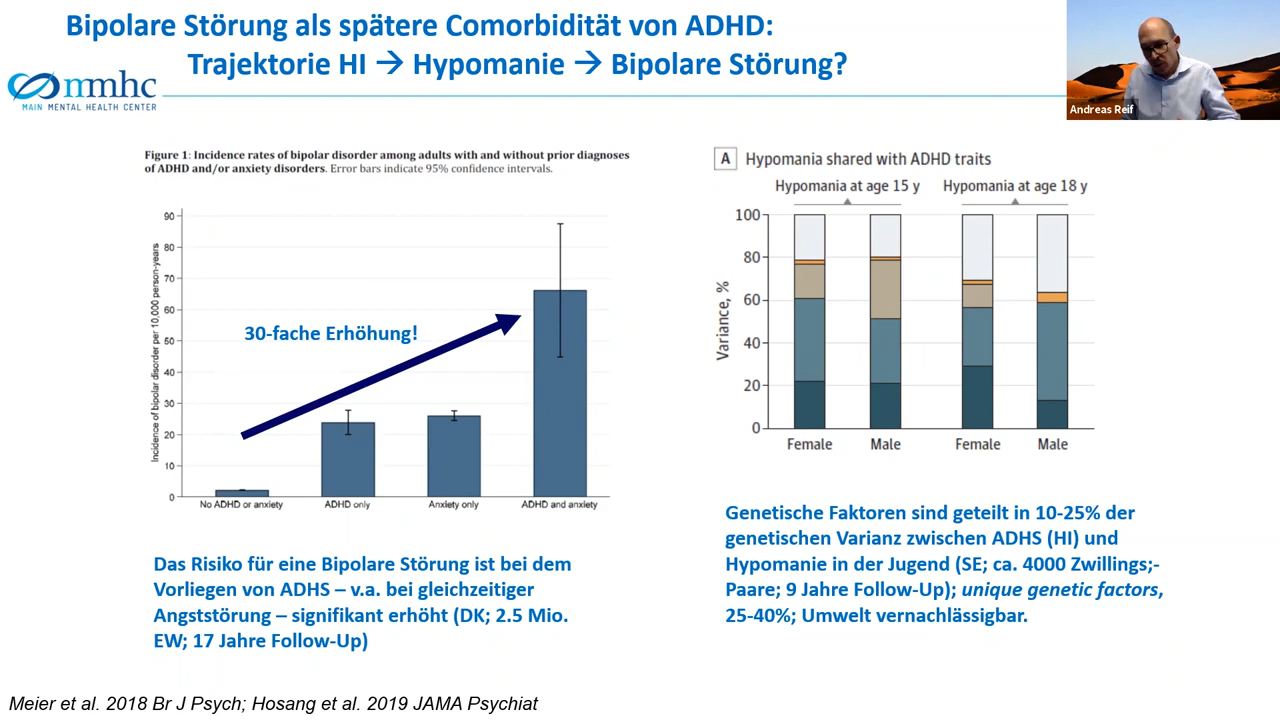 Bipolare Störung als spätere Comorbidität von ADHD:
Trajektorie HI → Hypomanie → Bipolare Störung?
mmhc
MAIN MENTAL HEALTH CENTER
Andreas Reif
Figure 1: Incidence rates of bipolar disorder among adults with and without prior diagnoses
of ADHD and/or anxiety disorders. Error bars indicate 95% confidence intervals.
Incidence of bipolar disorder per 10.000 person-years
90
80
70
60
50
40
30
20
10
0
30-fache Erhöhung!
No ADHD or anxiety
ADHD only
Anxiety only
ADHD and anxiety
Das Risiko für eine Bipolare Störung ist bei dem
Vorliegen von ADHS – v.a. bei gleichzeitiger
Angststörung – signifikant erhöht (DK; 2.5 Mio.
EW; 17 Jahre Follow-Up)
A Hypomania shared with ADHD traits
Hypomania at age 15 y Hypomania at age 18 y
Variance, %
100
80
60
40
20
0
Female Male Female Male
Genetische Faktoren sind geteilt in 10-25% der
genetischen Varianz zwischen ADHS (HI) und
Hypomanie in der Jugend (SE; ca. 4000 Zwillings;-
Paare; 9 Jahre Follow-Up); unique genetic factors,
25-40%; Umwelt vernachlässigbar.
Meier et al. 2018 Br J Psych; Hosang et al. 2019 JAMA Psychiat